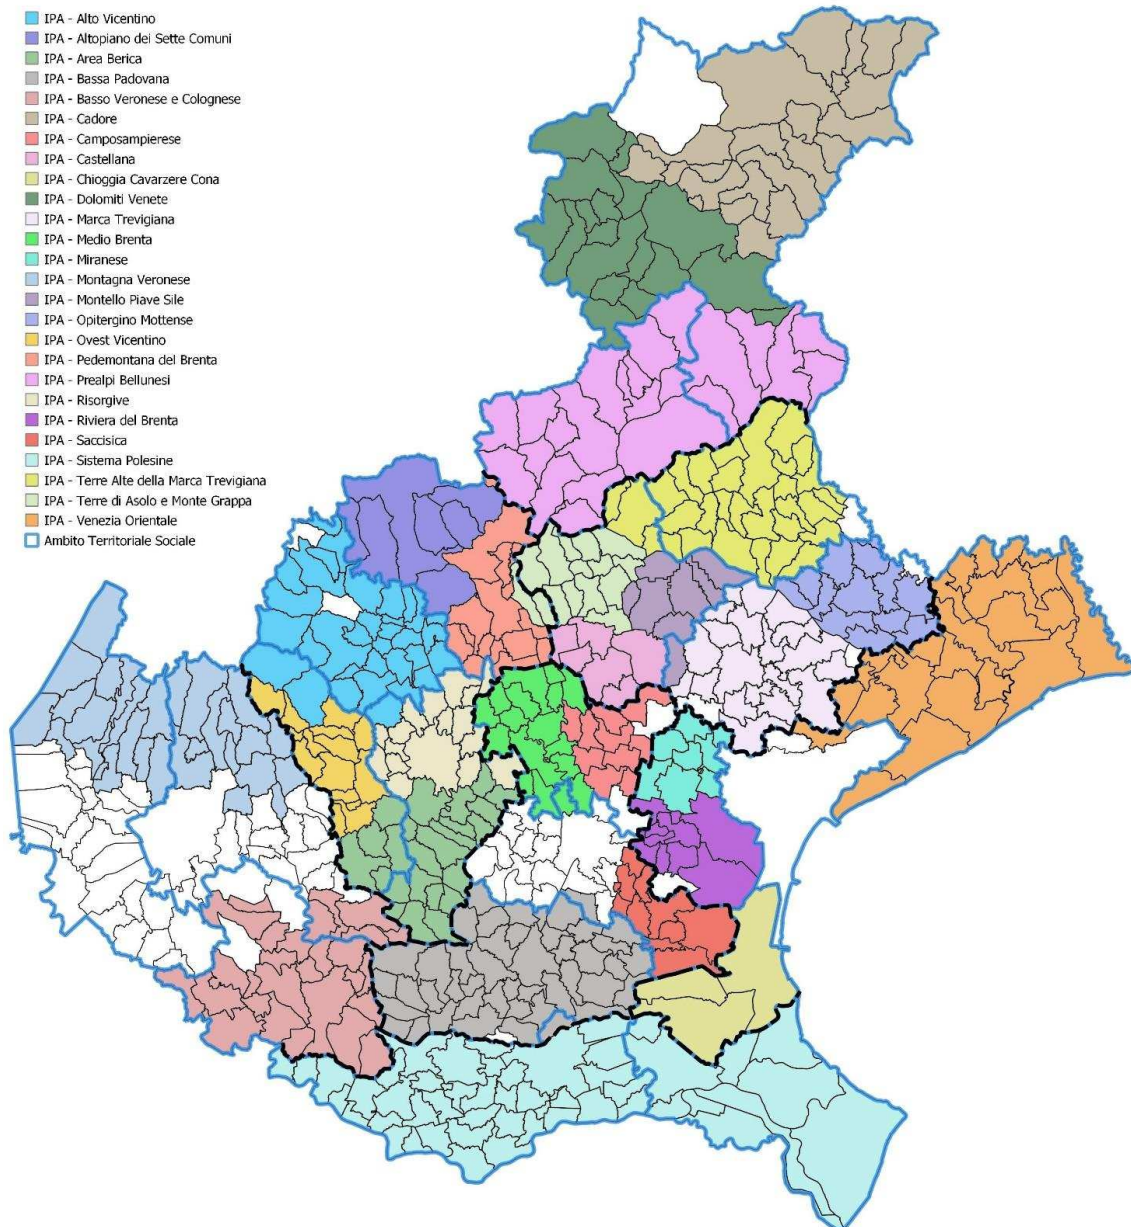 IPA - Alto Vicentino
IPA - Altopiano dei Sette Comuni
IPA - Area Berica
IPA - Bassa Padovana
IPA - Basso Veronese e Colognese
IPA - Cadore
IPA - Camposampierese
IPA - Castellana
IPA - Chioggia Cavarzere Cona
IPA - Dolomiti Venete
IPA - Marca Trevigiana
IPA - Medio Brenta
IPA - Miranese
IPA - Montagna Veronese
IPA - Montello Piave Sile
IPA - Opitergino Mottense
IPA - Ovest Vicentino
IPA - Pedemontana del Brenta
IPA - Prealpi Bellunesi
IPA - Risorgive
IPA - Riviera del Brenta
IPA - Saccisica
IPA - Sistema Polesine
IPA - Terre Alte della Marca Trevigiana
IPA - Terre di Asolo e Monte Grappa
IPA - Venezia Orientale
Ambito Territoriale Sociale